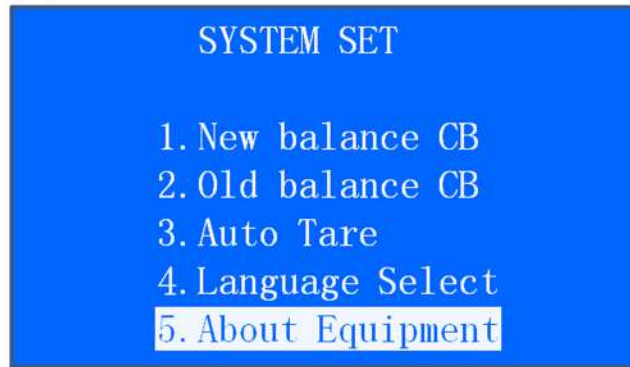 SYSTEM SET
1.New balance CB
2.Old balance CB
3.Auto Tare
4.Language Select
5.About Equipment